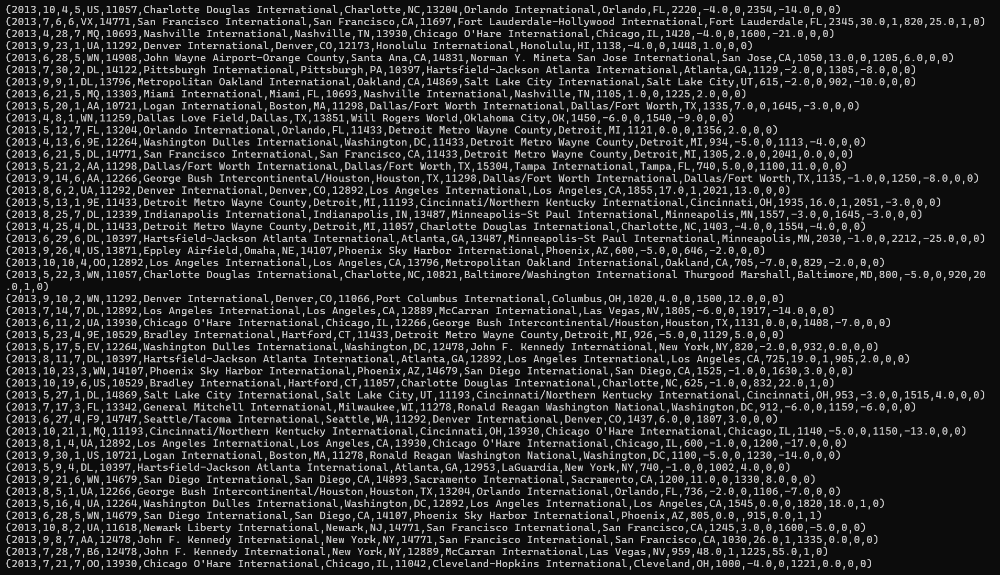 (2013,10,4,5,US,11057,Charlotte Douglas International,Charlotte,NC,13204,Orlando International,Orlando,FL,2220,-4.0,0,2354,-14.0,0,0)
(2013,7,6,6,VX,14771,San Francisco International,San Francisco,CA,11697,Fort Lauderdale-Hollywood International,Fort Lauderdale,FL,2345,30.0,1,820,25.0,1,0)
(2013,4,28,7,MQ,10693,Nashville International,Nashville,TN,13930,Chicago O'Hare International,Chicago,IL,1420,-4.0,0,1600,-21.0,0,0)
(2013,9,23,1,UA,11292,Denver International,Denver,CO,12173,Honolulu International,Honolulu,HI,1138,-4.0,0,1448,1.0,0,0)
(2013,6,28,5,WN,14908,John Wayne Airport-Orange County,Santa Ana,CA,14831,Norman Y. Mineta San Jose International,San Jose,CA,1050,13.0,0,1205,6.0,0,0)
(2013,7,30,2,DL,14122,Pittsburgh International,Pittsburgh,PA,10397,Hartsfield-Jackson Atlanta International,Atlanta,GA,1129,-2.0,0,1305,-8.0,0,0)
(2013,9,9,1,DL,13796,Metropolitan Oakland International,Oakland,CA,14869,Salt Lake City International,Salt Lake City,UT,615,-2.0,0,902,-10.0,0,0)
(2013,6,21,5,MQ,13303,Miami International,Miami,FL,10693,Nashville International,Nashville,TN,1105,1.0,0,1225,2.0,0,0)
(2013,5,20,1,AA,10721,Logan International,Boston,MA,11298,Dallas/Fort Worth International,Dallas/Fort Worth,TX,1335,7.0,0,1645,-3.0,0,0)
(2013,4,8,1,WN,11259,Dallas Love Field,Dallas,TX,13851,Will Rogers World,Oklahoma City,OK,1450,-6.0,0,1540,-9.0,0,0)
(2013,5,12,7,FL,13204,Orlando International,Orlando,FL,11433,Detroit Metro Wayne County,Detroit,MI,1121,0.0,0,1356,2.0,0,0)
(2013,4,13,6,9E,12264,Washington Dulles International,Washington,DC,11433,Detroit Metro Wayne County,Detroit,MI,934,-5.0,0,1113,-4.0,0,0)
(2013,6,21,5,DL,14771,San Francisco International,San Francisco,CA,11433,Detroit Metro Wayne County,Detroit,MI,1305,2.0,0,2041,0.0,0,0)
(2013,5,21,2,AA,11298,Dallas/Fort Worth International,Dallas/Fort Worth,TX,15304,Tampa International,Tampa,FL,740,5.0,0,1100,11.0,0,0)
(2013,9,14,6,AA,12266,George Bush Intercontinental/Houston,Houston,TX,11298,Dallas/Fort Worth International,Dallas/Fort Worth,TX,1135,-1.0,0,1250,-8.0,0,0)
(2013,8,6,2,UA,11292,Denver International,Denver,CO,12892,Los Angeles International,Los Angeles,CA,1855,17.0,1,2021,13.0,0,0)
(2013,5,13,1,9E,11433,Detroit Metro Wayne County,Detroit,MI,11193,Cincinnati/Northern Kentucky International,Cincinnati,OH,1935,16.0,1,2051,-3.0,0,0)
(2013,8,25,7,DL,12339,Indianapolis International,Indianapolis,IN,13487,Minneapolis-St Paul International,Minneapolis,MN,1557,-3.0,0,1645,-3.0,0,0)
(2013,4,25,4,DL,11433,Detroit Metro Wayne County,Detroit,MI,11057,Charlotte Douglas International,Charlotte,NC,1403,-4.0,0,1554,-4.0,0,0)
(2013,6,29,6,DL,10397,Hartsfield-Jackson Atlanta International,Atlanta,GA,13487,Minneapolis-St Paul International,Minneapolis,MN,2030,-1.0,0,2212,-25.0,0,0)
(2013,9,26,4,US,13871,Eppley Airfield,Omaha,NE,14107,Phoenix Sky Harbor International,Phoenix,AZ,600,-5.0,0,646,-2.0,0,0)
(2013,10,10,4,OO,12892,Los Angeles International,Los Angeles,CA,13796,Metropolitan Oakland International,Oakland,CA,705,-7.0,0,829,-2.0,0,0)
(2013,5,22,3,WN,11057,Charlotte Douglas International,Charlotte,NC,10821,Baltimore/Washington International Thurgood Marshall,Baltimore,MD,800,-5.0,0,920,20
.0,1,0)
(2013,9,10,2,WN,11292,Denver International,Denver,CO,11066,Port Columbus International,Columbus,OH,1020,4.0,0,1500,12.0,0,0)
(2013,7,14,7,DL,12892,Los Angeles International,Los Angeles,CA,12889,McCarran International,Las Vegas,NV,1805,-6.0,0,1917,-14.0,0,0)
(2013,6,11,2,UA,13930,Chicago O'Hare International,Chicago,IL,12266,George Bush Intercontinental/Houston,Houston,TX,1131,0.0,0,1408,-7.0,0,0)
(2013,5,23,4,9E,10529,Bradley International,Hartford,CT,11433,Detroit Metro Wayne County,Detroit,MI,926,-5.0,0,1129,5.0,0,0)
(2013,5,17,5,EV,12264,Washington Dulles International,Washington,DC,12478,John F. Kennedy International,New York,NY,820,-2.0,0,932,0.0,0,0)
(2013,8,11,7,DL,10397,Hartsfield-Jackson Atlanta International,Atlanta,GA,12892,Los Angeles International,Los Angeles,CA,725,19.0,1,905,2.0,0,0)
(2013,10,23,3,WN,14107,Phoenix Sky Harbor International,Phoenix,AZ,14679,San Diego International,San Diego,CA,1525,-1.0,0,1630,3.0,0,0)
(2013,10,19,6,US,10529,Bradley International,Hartford,CT,11057,Charlotte Douglas International,Charlotte,NC,625,-1.0,0,832,22.0,1,0)
(2013,5,27,1,DL,14869,Salt Lake City International,Salt Lake City,UT,11193,Cincinnati/Northern Kentucky International,Cincinnati,OH,953,-3.0,0,1515,4.0,0,0)
(2013,7,17,3,FL,13342,General Mitchell International,Milwaukee,WI,11278,Ronald Reagan Washington National,Washington,DC,912,-6.0,0,1159,-6.0,0,0)
(2013,6,27,4,F9,14747,Seattle/Tacoma International,Seattle,WA,11292,Denver International,Denver,CO,1437,6.0,0,1807,3.0,0,0)
(2013,10,21,1,MQ,11193,Cincinnati/Northern Kentucky International,Cincinnati,OH,13930,Chicago O'Hare International,Chicago,IL,1140,-5.0,0,1150,-13.0,0,0)
(2013,8,1,4,UA,12892,Los Angeles International,Los Angeles,CA,13930,Chicago O'Hare International,Chicago,IL,600,-1.0,0,1200,-17.0,0,0)
(2013,9,30,1,US,10721,Logan International,Boston,MA,11278,Ronald Reagan Washington National,Washington,DC,1100,-5.0,0,1230,-14.0,0,0)
(2013,5,9,4,DL,10397,Hartsfield-Jackson Atlanta International,Atlanta,GA,12953,LaGuardia,New York,NY,740,-1.0,0,1002,4.0,0,0)
(2013,9,21,6,WN,14679,San Diego International,San Diego,CA,14893,Sacramento International,Sacramento,CA,1200,11.0,0,1330,8.0,0,0)
(2013,8,5,1,UA,12266,George Bush Intercontinental/Houston,Houston,TX,13204,Orlando International,Orlando,FL,736,-2.0,0,1106,-7.0,0,0)
(2013,5,16,4,UA,12264,Washington Dulles International,Washington,DC,12892,Los Angeles International,Los Angeles,CA,1545,0.0,0,1820,18.0,1,0)
(2013,6,28,5,WN,14679,San Diego International,San Diego,CA,14107,Phoenix Sky Harbor International,Phoenix,AZ,805,0.0,,915,0.0,1,1)
(2013,10,8,2,UA,11618,Newark Liberty International,Newark,NJ,14771,San Francisco International,San Francisco,CA,1245,3.0,0,1600,-5.0,0,0)
(2013,9,8,7,AA,12478,John F. Kennedy International,New York,NY,14771,San Francisco International,San Francisco,CA,1030,26.0,1,1335,0.0,0,0)
(2013,7,28,7,B6,12478,John F. Kennedy International,New York,NY,12889,McCarran International,Las Vegas,NV,959,48.0,1,1225,55.0,1,0)
(2013,7,21,7,OO,13930,Chicago O'Hare International,Chicago,IL,11042,Cleveland-Hopkins International,Cleveland,OH,1000,-4.0,0,1221,0.0,0,0)